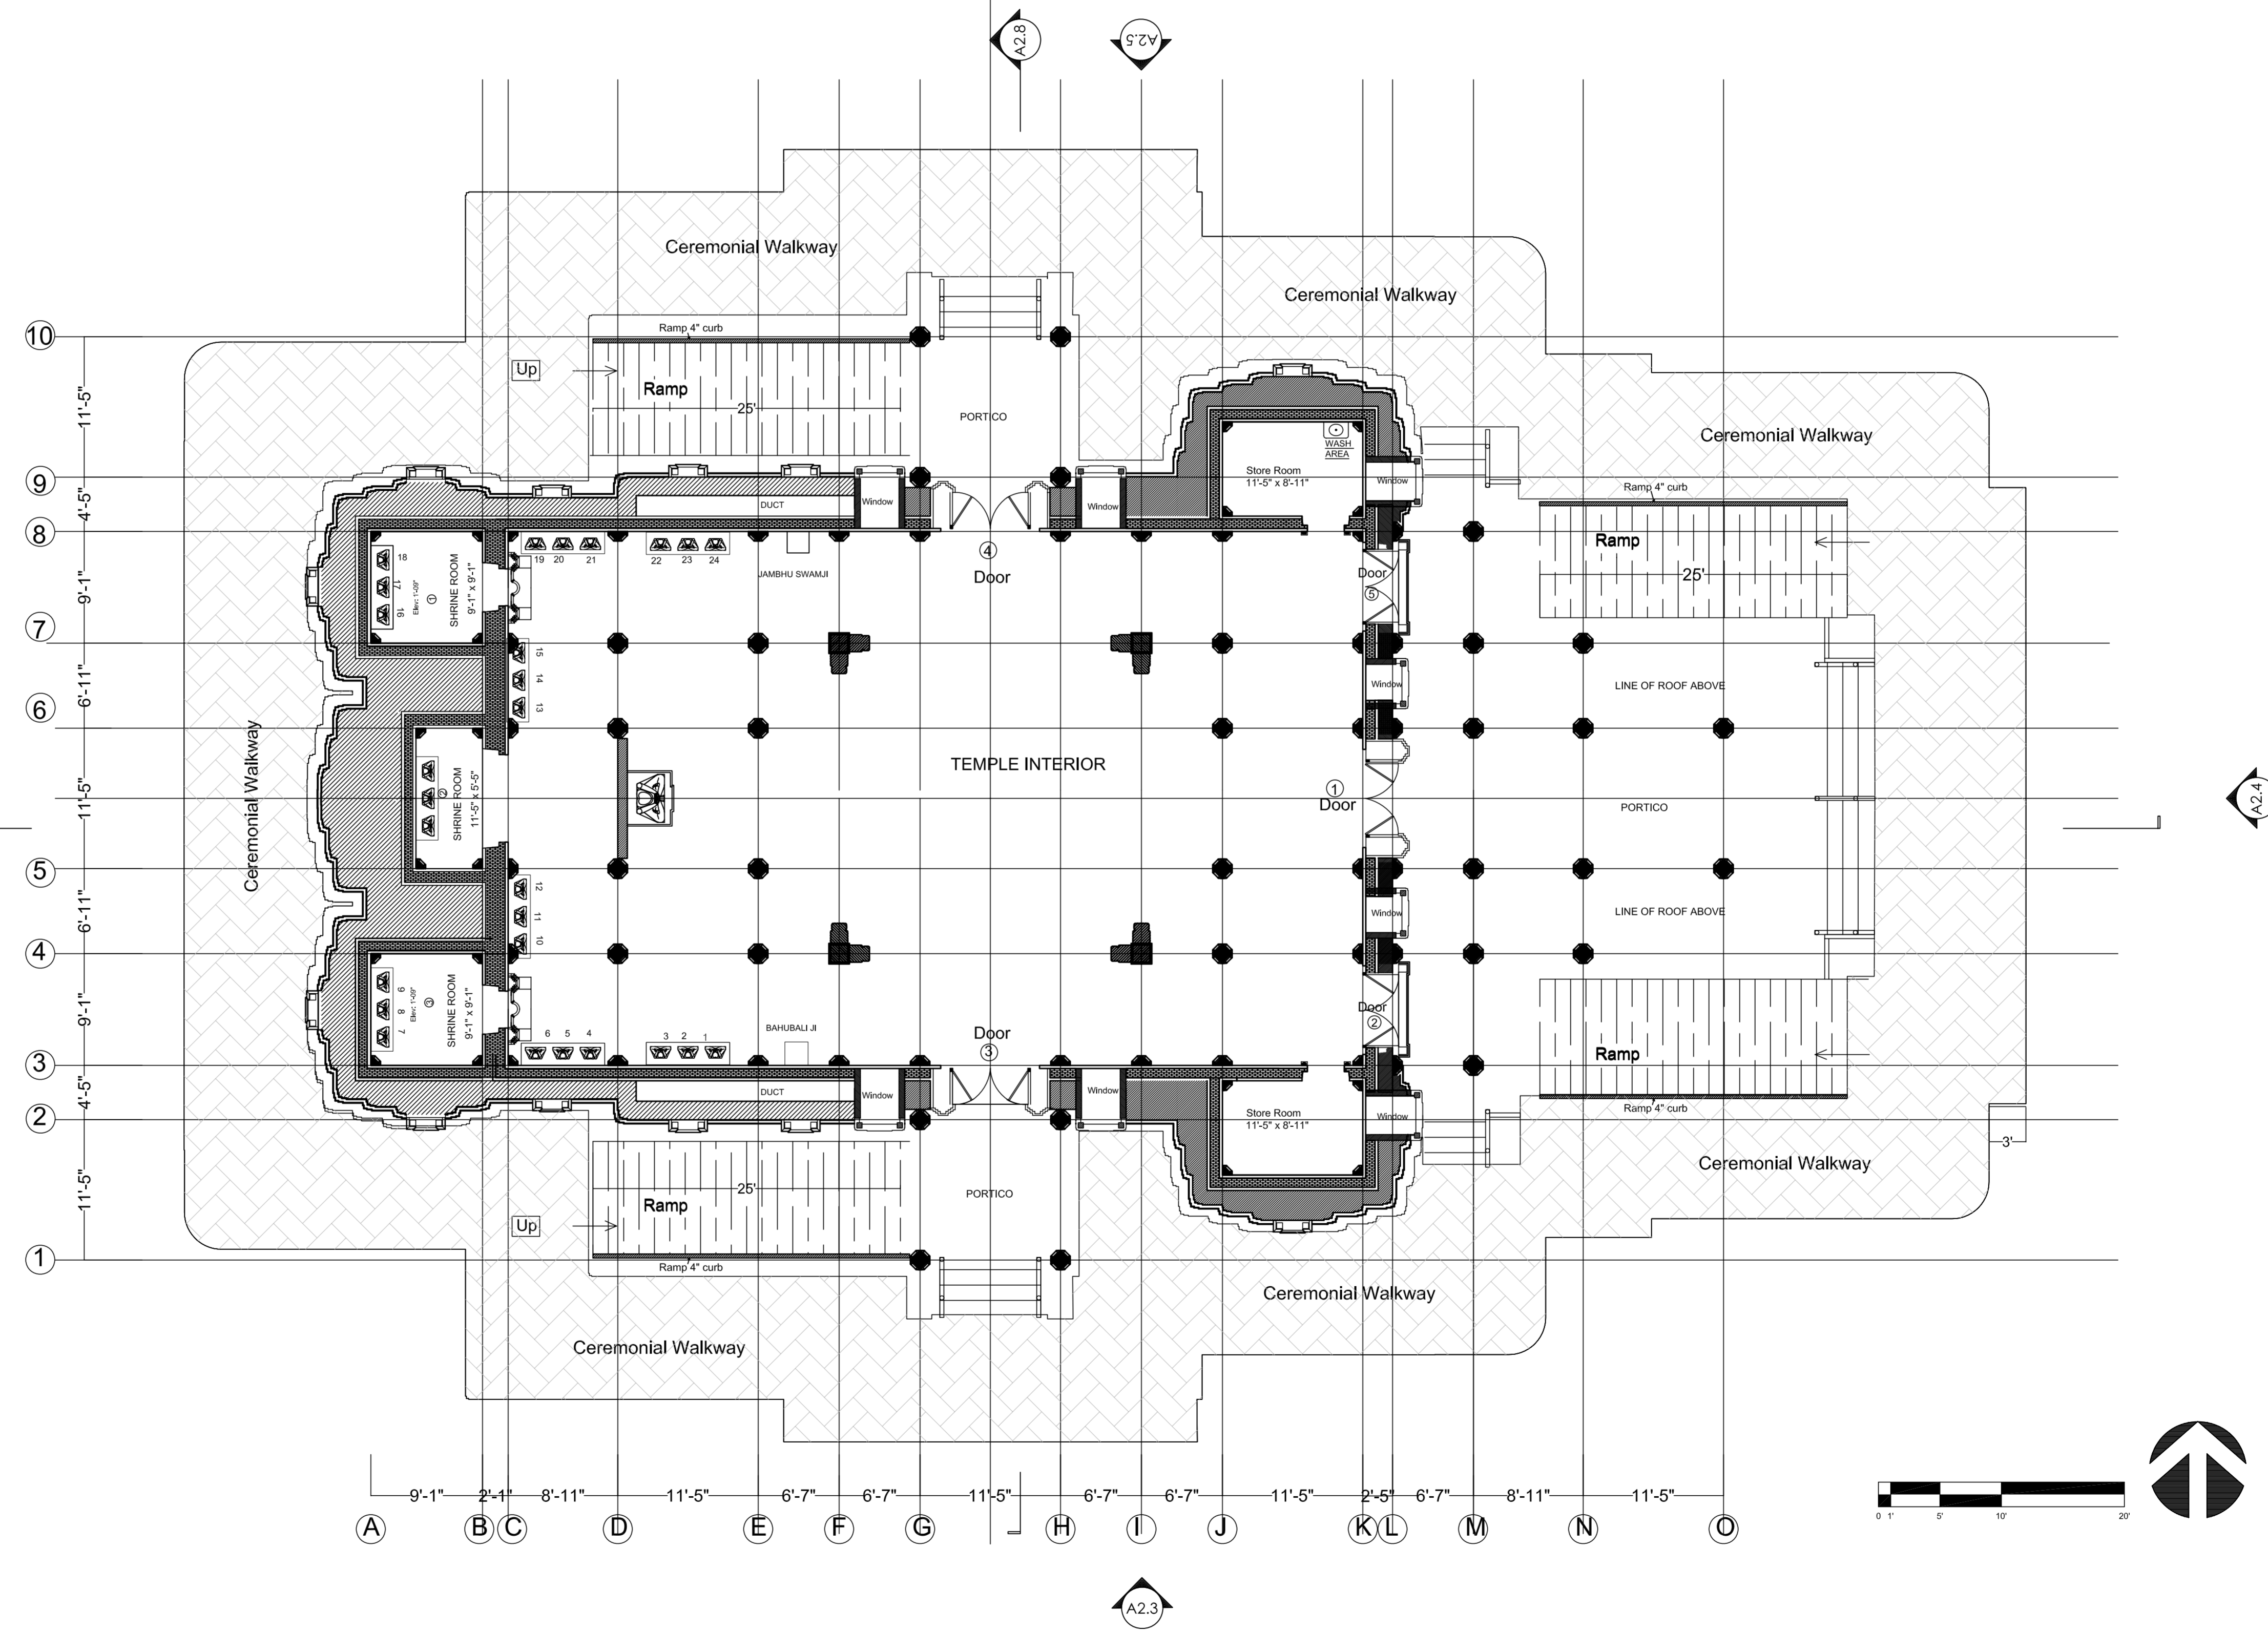 A2.8
A2.5
Ceremonial Walkway
Ceremonial Walkway
10
Ramp 4" curb
Up
Ramp
25'
11'-5"
PORTICO
Ceremonial Walkway
WASH
AREA
Store Room
11'-5" x 8'-11"
Window
9
4'-5"
DUCT
Window
Window
Ramp 4" curb
8
18
17
16
Elev: 1'-09"
1
SHRINE ROOM
9'-1" x 9'-1"
19 20 21
22 23 24
JAMBHU SWAMJI
4
Door
Door
5
Ramp
25'
9'-1"
7
15
14
13
6'-11"
Window
LINE OF ROOF ABOVE
6
Ceremonial Walkway
11'-5"
2
SHRINE ROOM
11'-5" x 5'-5"
TEMPLE INTERIOR
1
Door
PORTICO
A2.4
5
12
11
10
6'-11"
Window
LINE OF ROOF ABOVE
4
9
8
7
Elev: 1'-09"
3
SHRINE ROOM
9'-1" x 9'-1"
9'-1"
6 5 4
3 2 1
BAHUBALI JI
Door
3
Door
2
Ramp
3
4'-5"
DUCT
Window
Window
Store Room
11'-5" x 8'-11"
Window
Ramp 4" curb
2
3'
Ceremonial Walkway
11'-5"
25'
Ramp
Up
PORTICO
1
Ramp 4" curb
Ceremonial Walkway
Ceremonial Walkway
9'-1" 2'-1" 8'-11" 11'-5" 6'-7" 6'-7" 11'-5" 6'-7" 6'-7" 11'-5" 2'-5" 6'-7" 8'-11" 11'-5"
A B C D E F G H I J K L M N O
0 1' 5' 10' 20'
A2.3